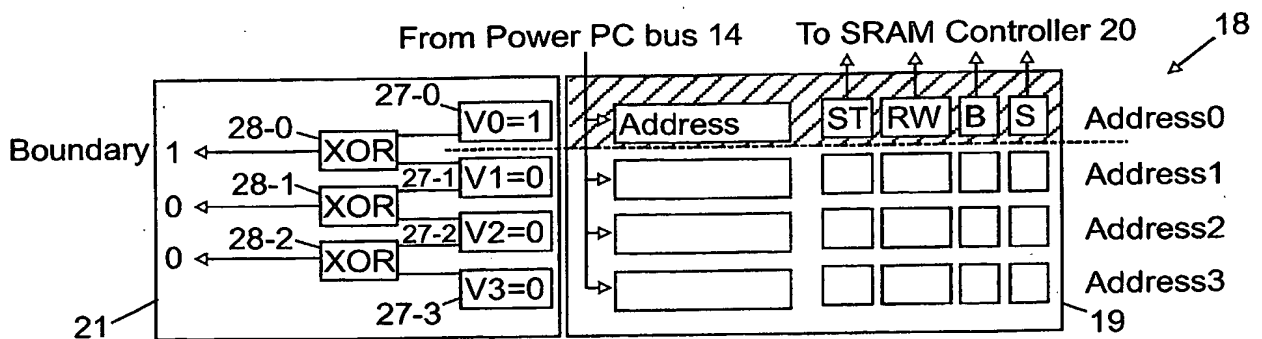 From Power PC bus 14
To SRAM Controller 20
18
27-0
V0=1
Address
ST
RW
B
S
Address0
28-0
XOR
Boundary 1
27-1
V1=0
Address1
28-1
XOR
0
27-2
V2=0
Address2
28-2
XOR
0
V3=0
Address3
27-3
21
19